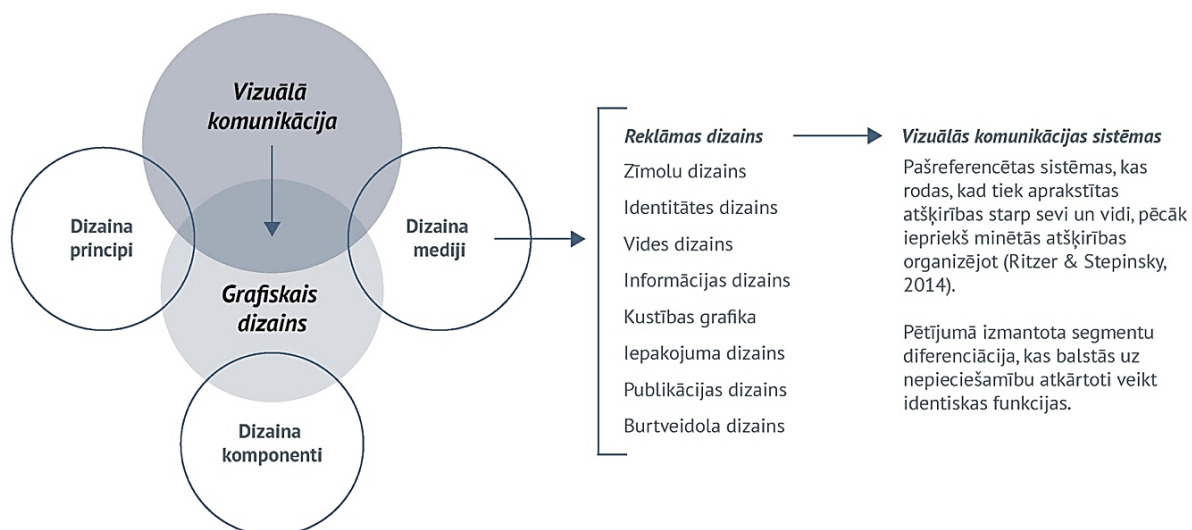 Vizuālā
komunikācija
Dizaina
principi
Dizaina
mediji
Grafiskais
dizains
Dizaina
komponenti
Reklāmas dizains
Zīmolu dizains
Identitātes dizains
Vides dizains
Informācijas dizains
Kustības grafika
Iepakojuma dizains
Publikācijas dizains
Burtveidola dizains
Vizuālās komunikācijas sistēmas
Pašreferencētas sistēmas, kas
rodas, kad tiek aprakstītas
atšķirības starp sevi un vidi, pēcāk
iepriekš minētās atšķirības
organizējot (Ritzer & Stepinsky,
2014).
Pētījumā izmantota segmentu
diferenciācija, kas balstās uz
nepieciešamību atkārtoti veikt
identiskas funkcijas.